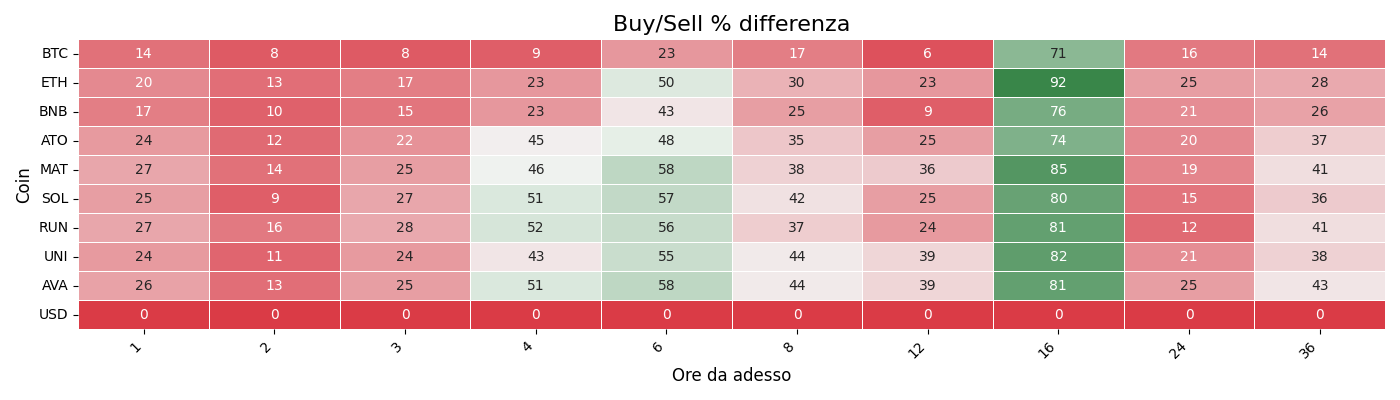 Buy/Sell % differenza
Coin
BTC 14 8 8 9 23 17 6 71 16 14
ETH 20 13 17 23 50 30 23 92 25 28
BNB 17 10 15 23 43 25 9 76 21 26
ATO 24 12 22 45 48 35 25 74 20 37
MAT 27 14 25 46 58 38 36 85 19 41
SOL 25 9 27 51 57 42 25 80 15 36
RUN 27 16 28 52 56 37 24 81 12 41
UNI 24 11 24 43 55 44 39 82 21 38
AVA 26 13 25 51 58 44 39 81 25 43
USD 0 0 0 0 0 0 0 0 0 0
1 2 3 4 6 8 12 16 24 36
Ore da adesso